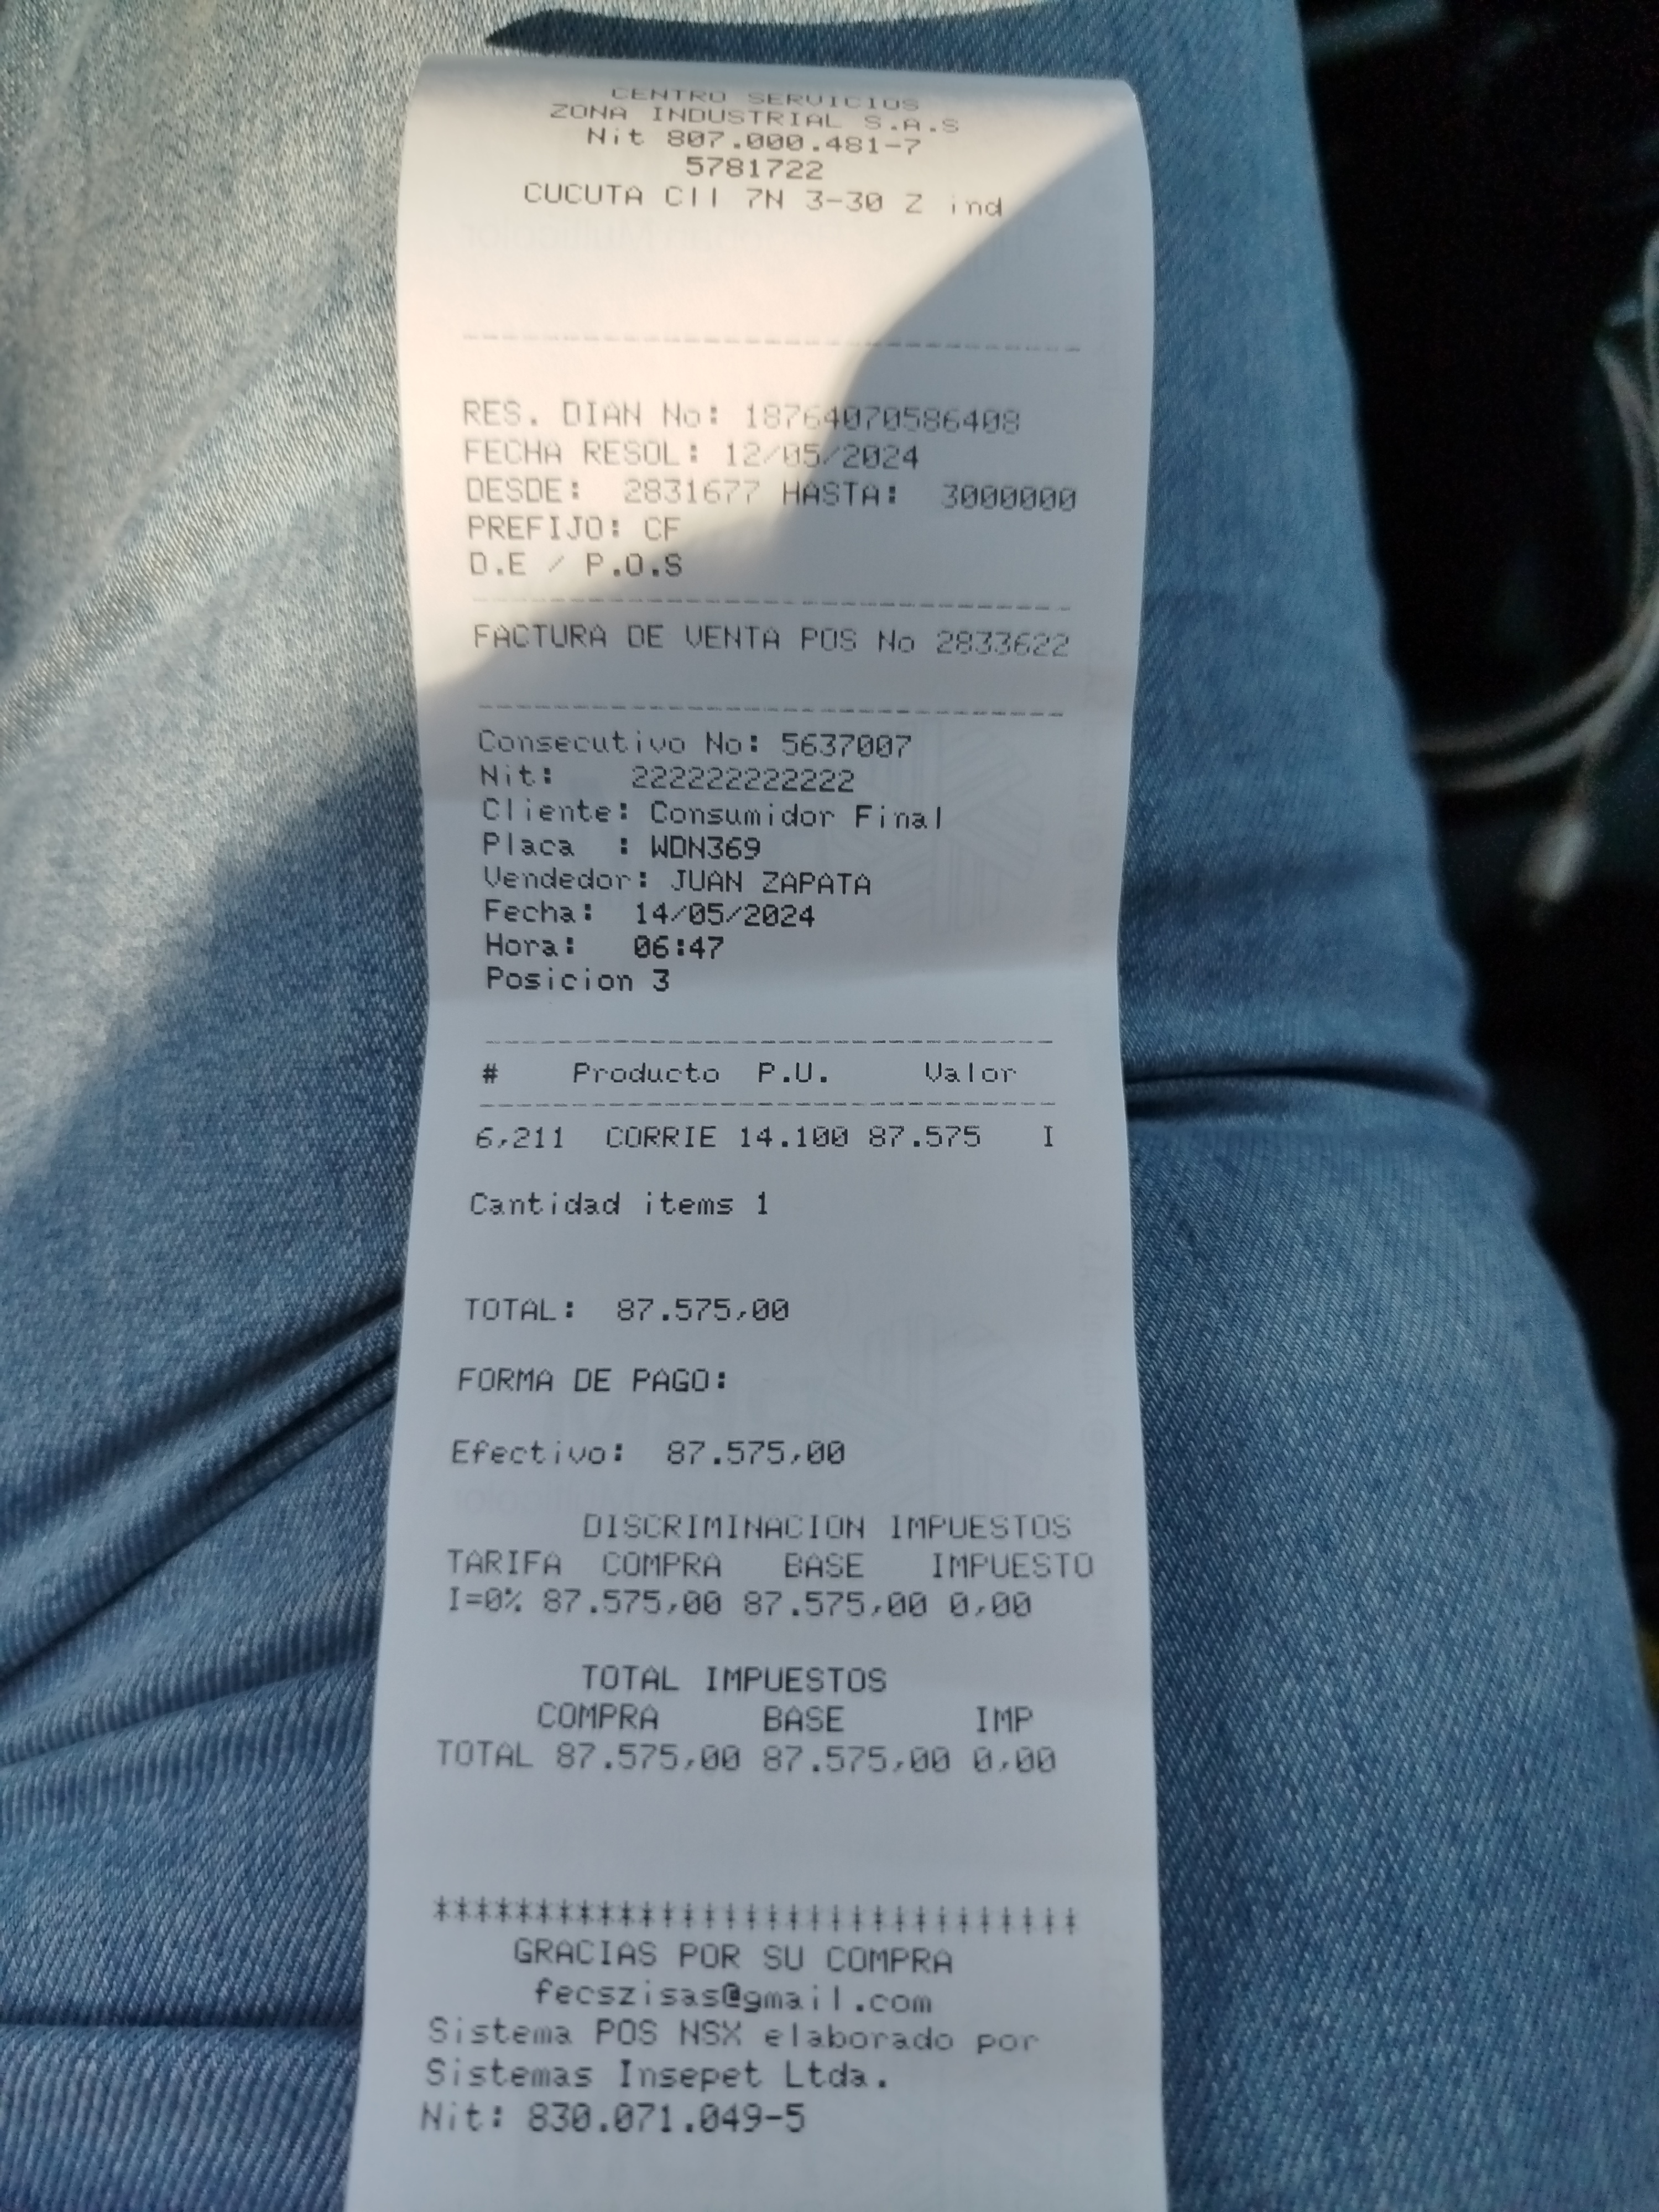 CENTRO SERVICIOS
ZONA INDUSTRIAL S.A.S
Nit 807.000.481-7
5781722
CUCUTA Cll 7N 3-30 Z ind
RES. DIAN No: 18764070586408
FECHA RESOL: 12/05/2024
DESDE: 2831677 HASTA: 3000000
PREFIJO: CF
D.E / P.O.S
FACTURA DE VENTA POS No 2833622
Consecutivo No: 5637007
Nit: 222222222222
Cliente: Consumidor Final
Placa : WDN369
Vendedor: JUAN ZAPATA
Fecha: 14/05/2024
Hora: 06:47
Posicion 3
# Producto P.U. Valor
6,211 CORRIE 14.100 87.575 I
Cantidad items 1
TOTAL: 87.575,00
FORMA DE PAGO:
Efectivo: 87.575,00
DISCRIMINACION IMPUESTOS
TARIFA COMPRA BASE IMPUESTO
I=0% 87.575,00 87.575,00 0,00
TOTAL IMPUESTOS
COMPRA BASE IMP
TOTAL 87.575,00 87.575,00 0,00
*******************************
GRACIAS POR SU COMPRA
fecszisas@gmail.com
Sistema POS NSX elaborado por
Sistemas Insepet Ltda.
Nit: 830.071.049-5